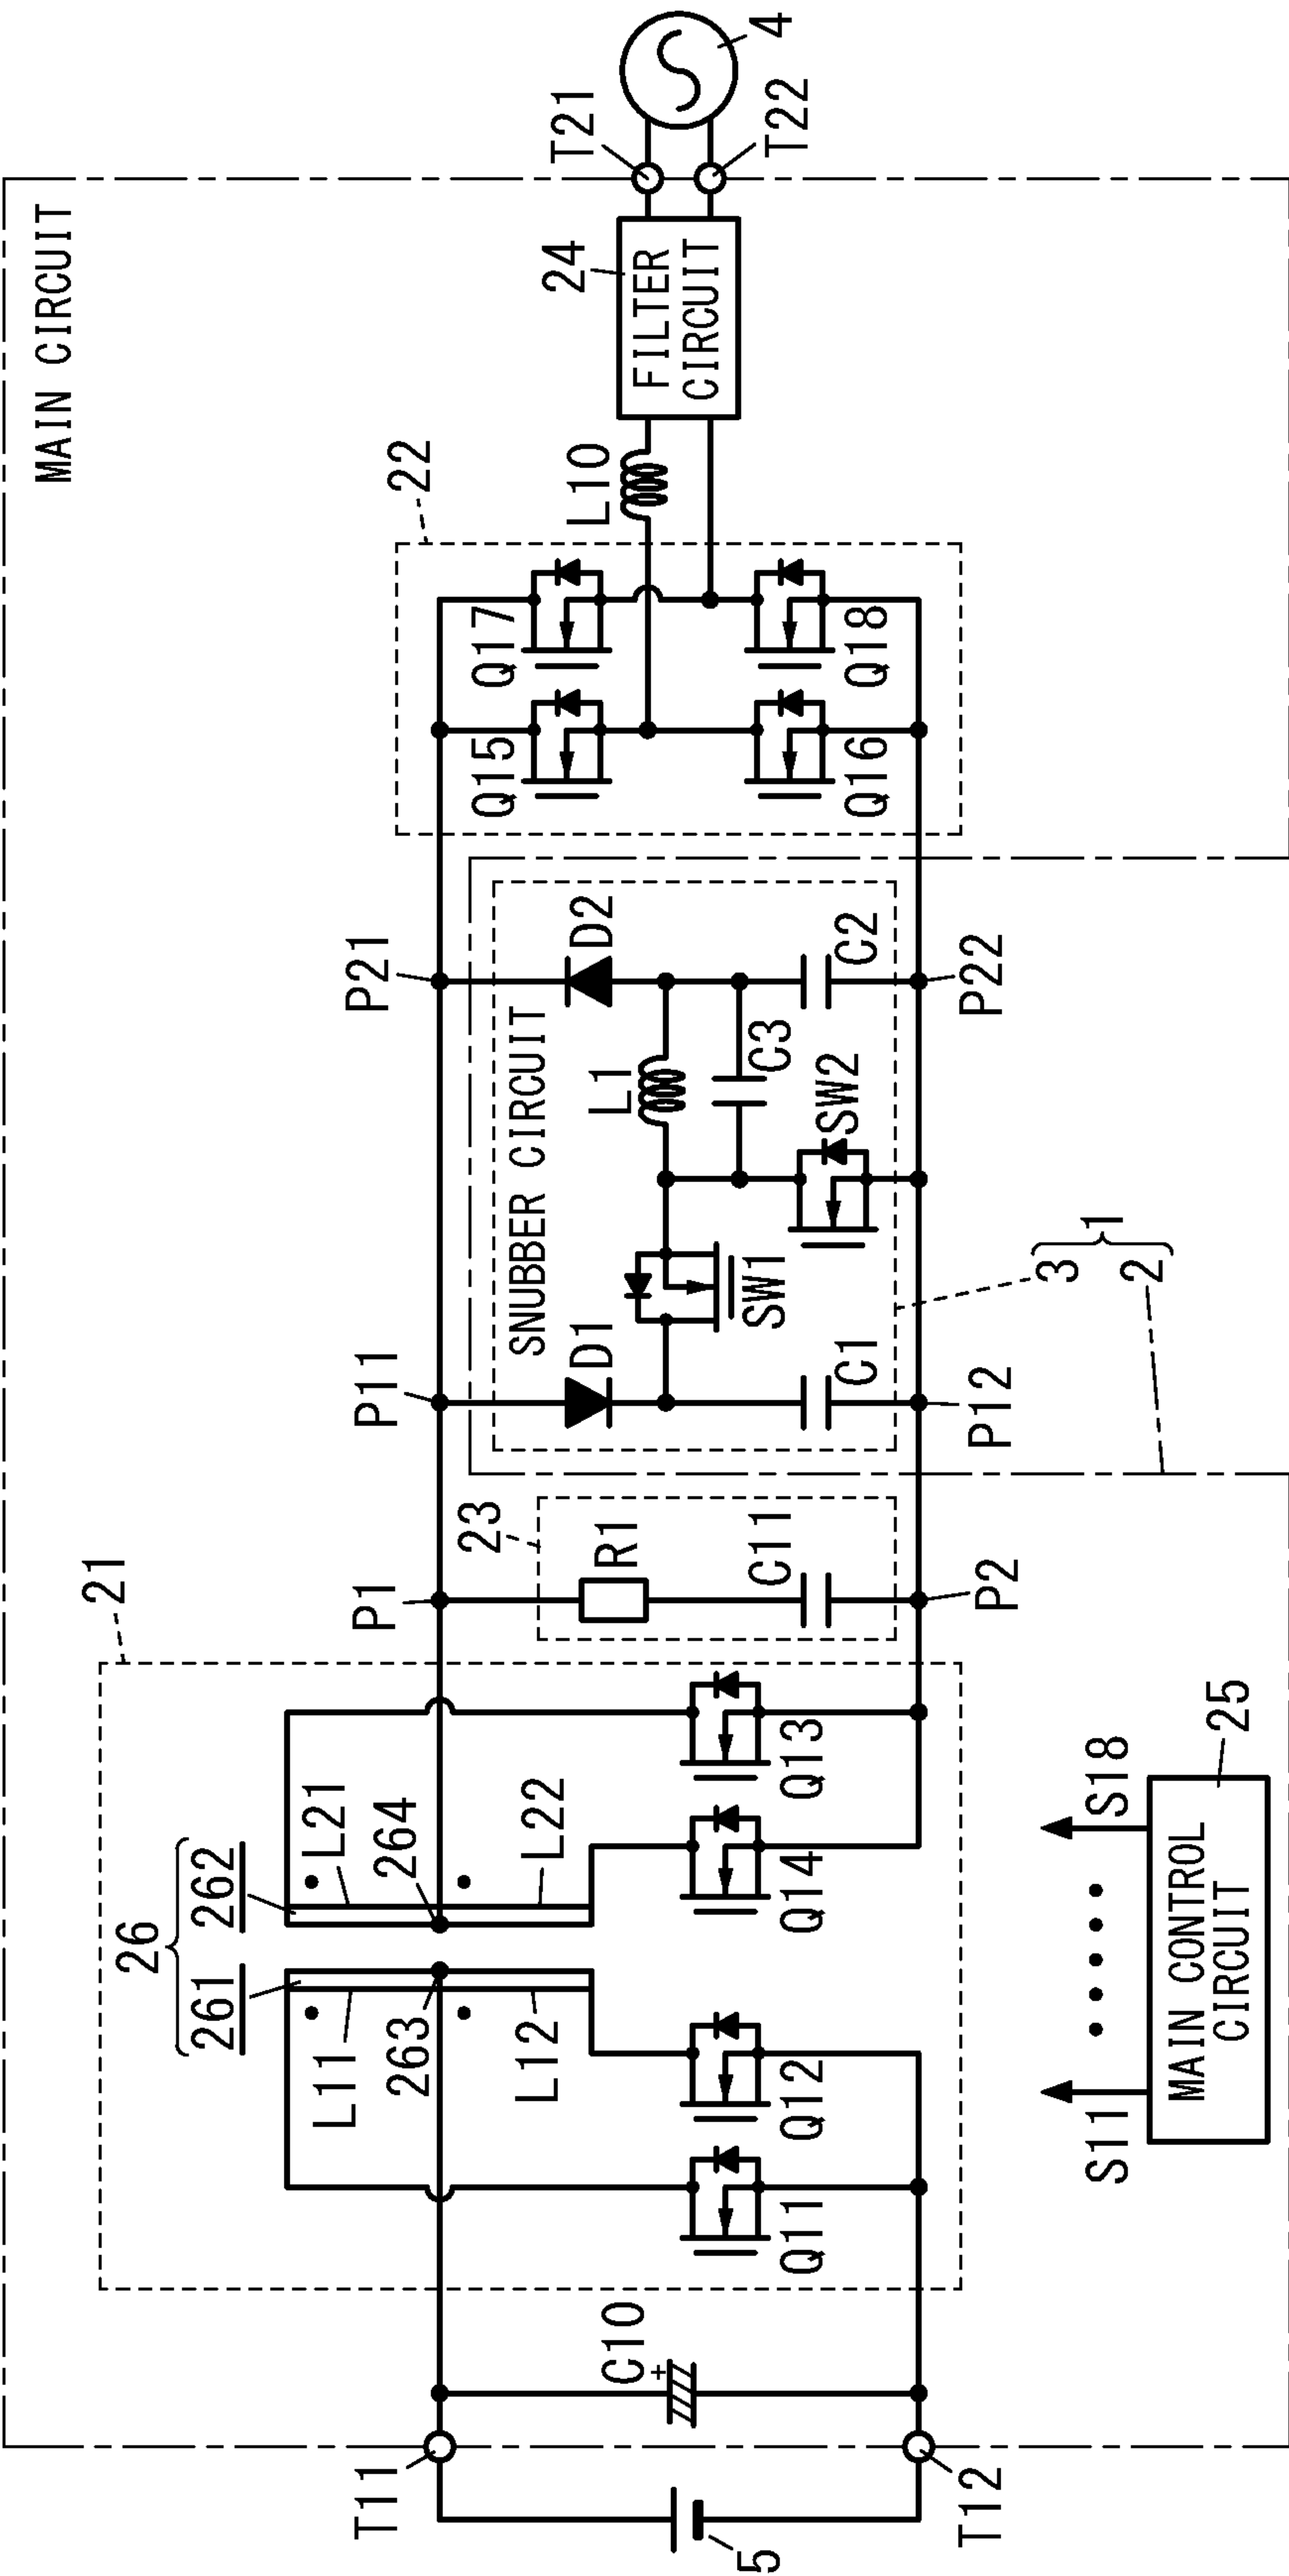 MAIN CIRCUIT
21
26
261
262
22
L11
L21
263
264
L12
L22
T11
P1
P11
P21
T21
4
T22
24
FILTER
CIRCUIT
L10
C10
+
5
Q11
Q12
Q14
Q13
23
R1
C11
SNUBBER CIRCUIT
D1
D2
L1
C3
SW1
SW2
C1
C2
Q15
Q17
Q16
Q18
T12
P2
P12
P22
3
2
1
S11
S18
25
MAIN CONTROL
CIRCUIT